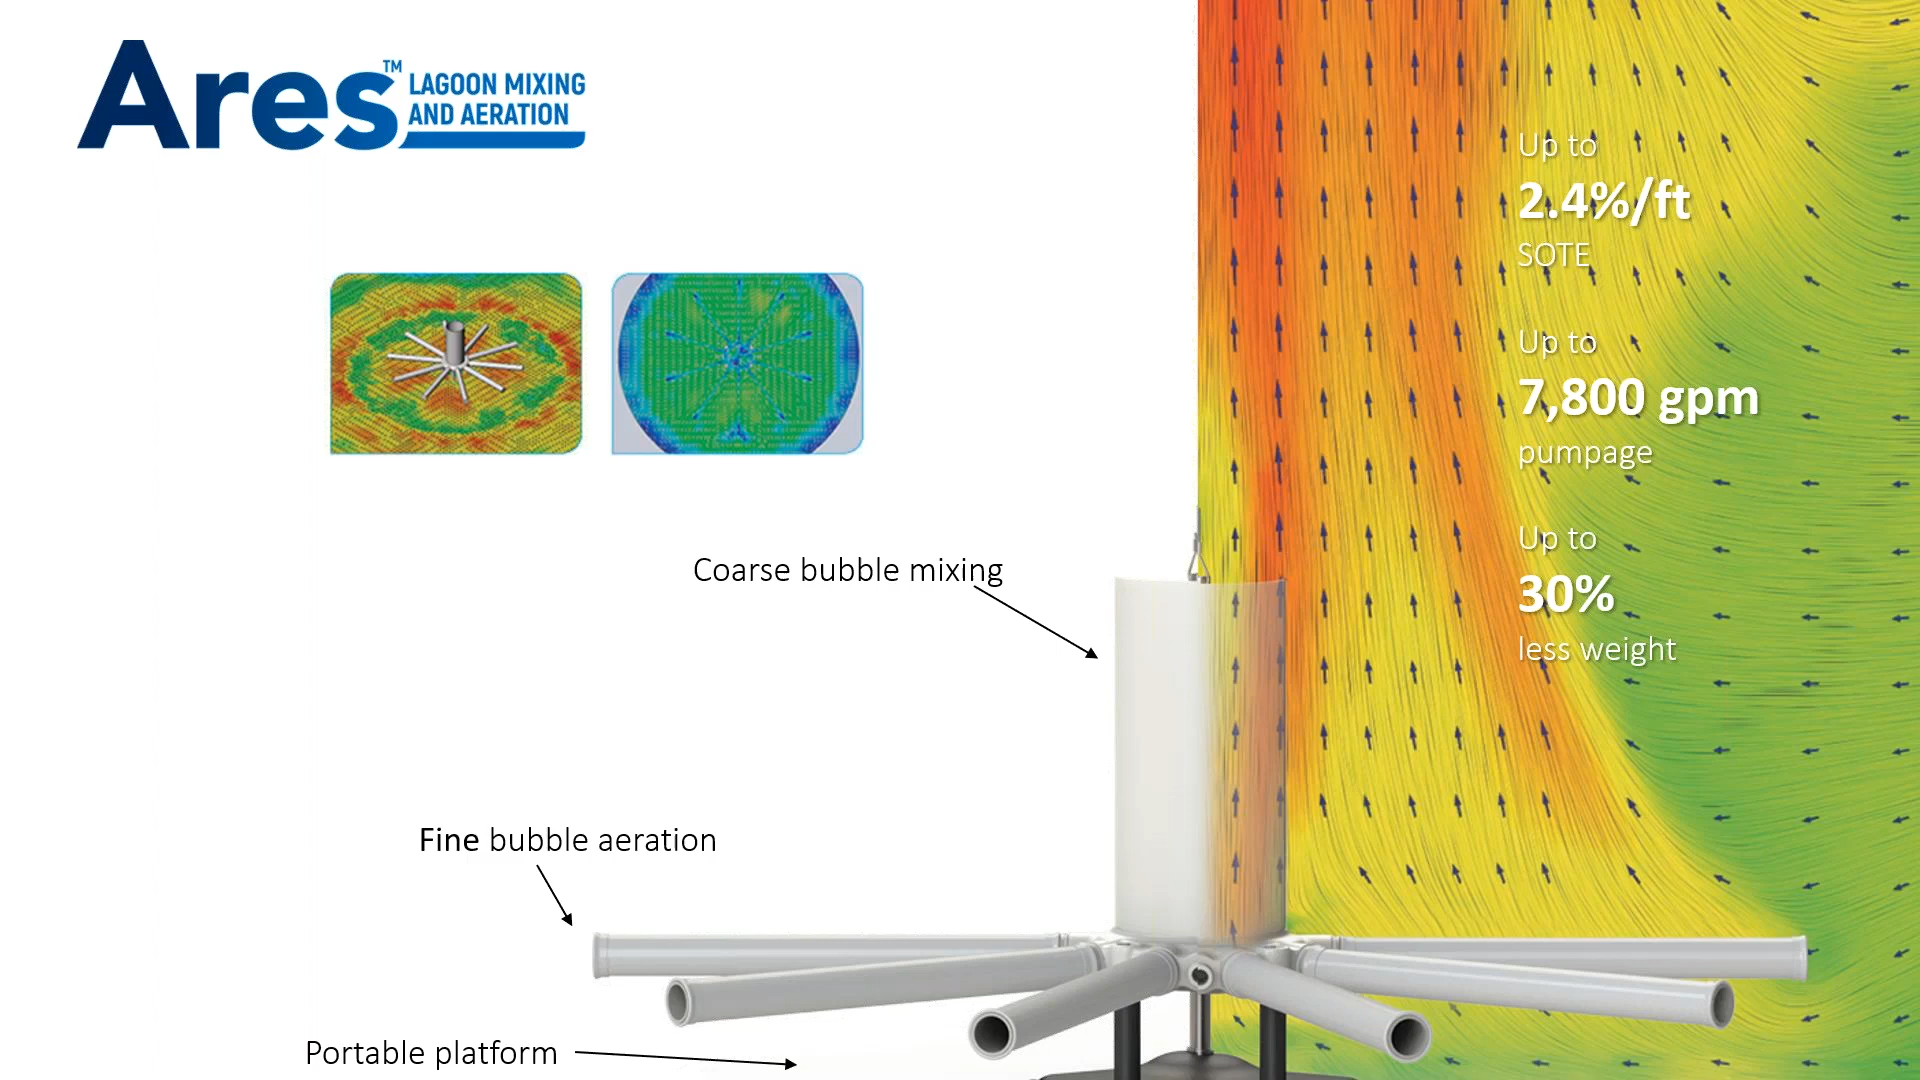 Ares™
LAGOON MIXING
AND AERATION
Up to
2.4%/ft
SOTE
Up to
7,800 gpm
pumpage
Up to
30%
less weight
Coarse bubble mixing
Fine bubble aeration
Portable platform